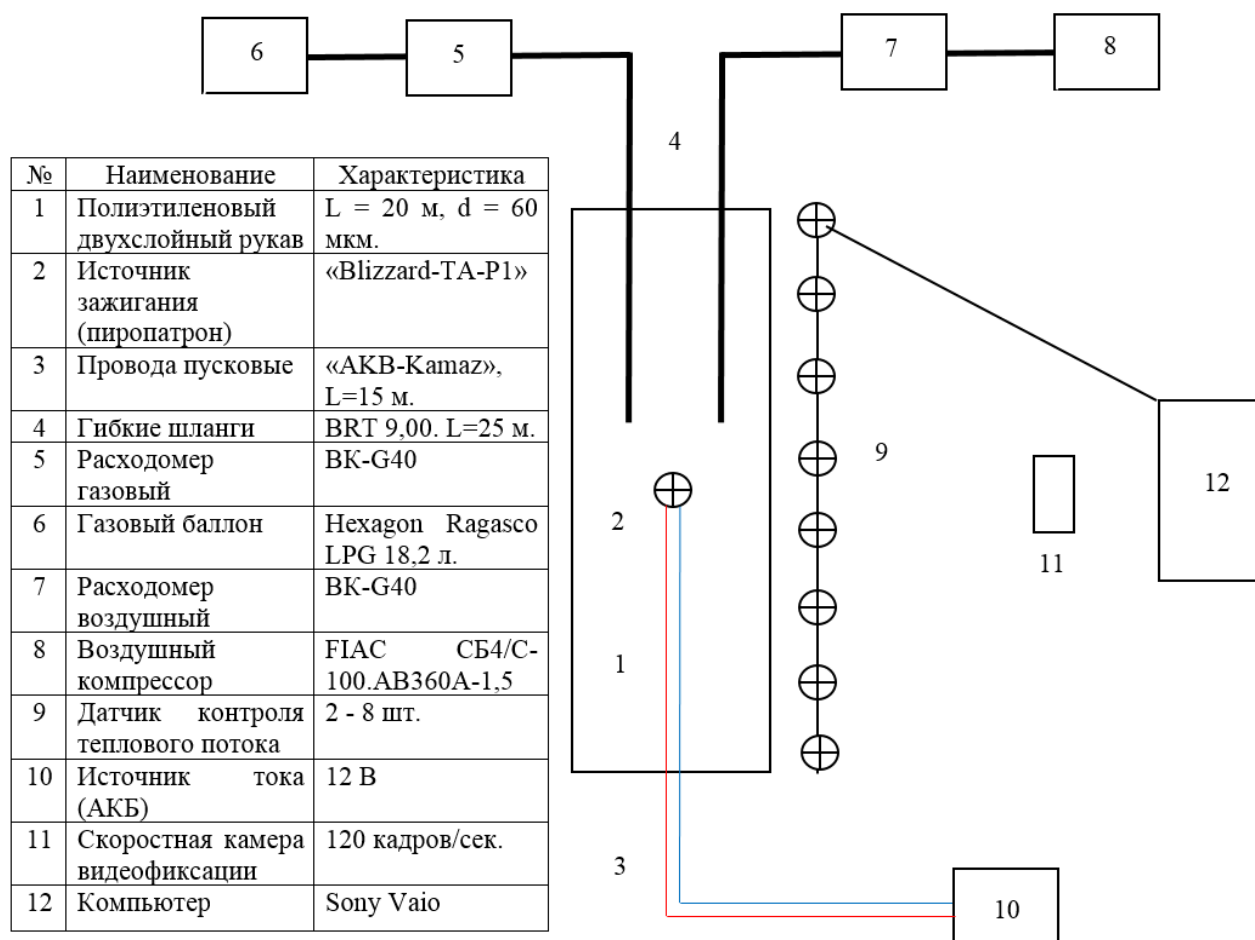 6
5
7
8
4
№ Наименование Характеристика
1 Полиэтиленовый L = 20 м, d = 60
двухслойный рукав мкм.
2 Источник «Blizzard-TA-P1»
зажигания
(пиропатрон)
3 Провода пусковые «AKB-Kamaz»,
L=15 м.
4 Гибкие шланги BRT 9,00. L=25 м.
5 Расходомер ВК-G40
газовый
6 Газовый баллон Hexagon Ragasco
LPG 18,2 л.
7 Расходомер ВК-G40
воздушный
8 Воздушный FIAC СБ4/С-
компрессор 100.AB360A-1,5
9 Датчик контроля 2 - 8 шт.
теплового потока
10 Источник тока 12 В
(АКБ)
11 Скоростная камера 120 кадров/сек.
видеофиксации
12 Компьютер Sony Vaio
9
12
2
11
1
3
10